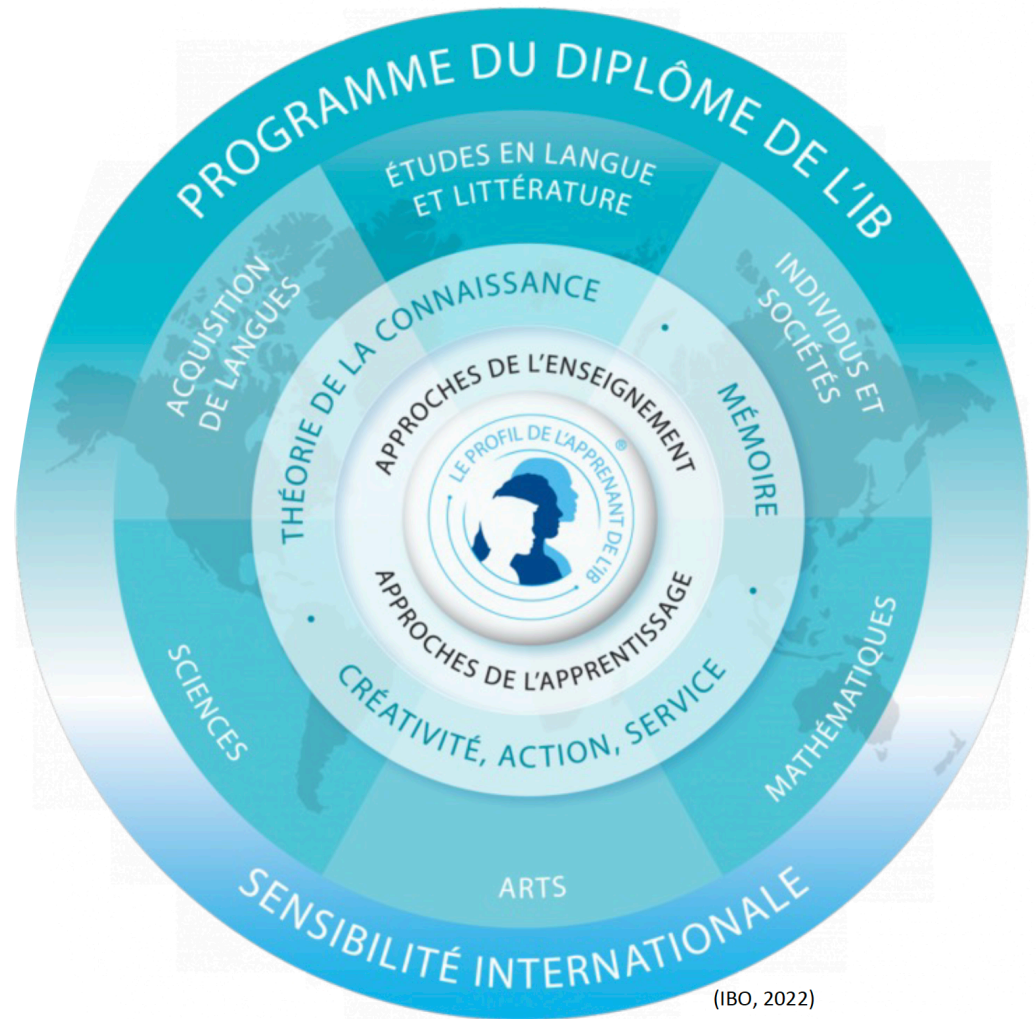 PROGRAMME DU DIPLÔME DE L'IB
ÉTUDES EN LANGUE
ET LITTÉRATURE
ACQUISITION
DE LANGUES
INDIVIDUS ET
SOCIÉTÉS
THÉORIE DE LA CONNAISSANCE
MÉMOIRE
APPROCHES DE L'ENSEIGNEMENT
LE PROFIL DE L'APPRENANT DE L'IB ®
APPROCHES DE L'APPRENTISSAGE
CRÉATIVITÉ, ACTION, SERVICE
SCIENCES
MATHÉMATIQUES
ARTS
SENSIBILITÉ INTERNATIONALE
(IBO, 2022)